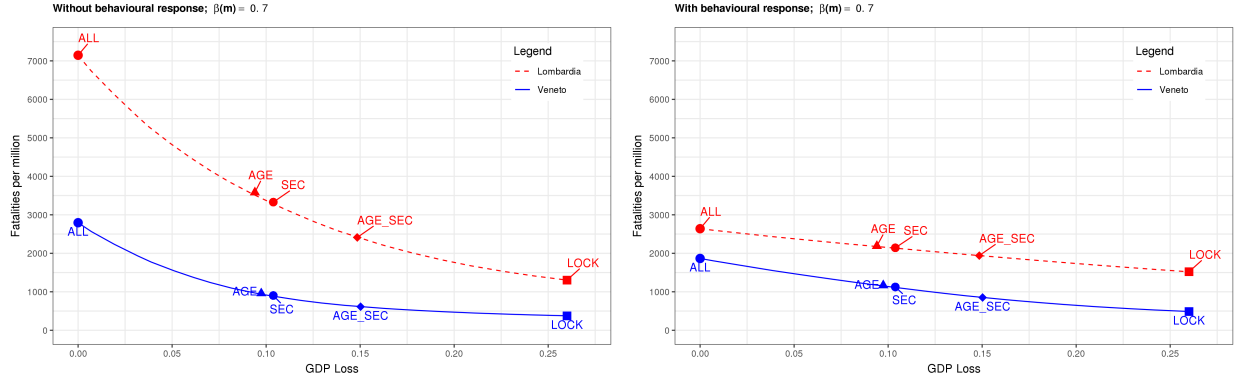 Without behavioural response; β(m) = 0.7
Fatalities per million
7000
6000
5000
4000
3000
2000
1000
0
ALL
AGE
SEC
AGE_SEC
LOCK
ALL
AGE
SEC
AGE_SEC
LOCK
Legend
Lombardia
Veneto
0.00
0.05
0.10
0.15
0.20
0.25
GDP Loss
With behavioural response; β(m) = 0.7
Fatalities per million
7000
6000
5000
4000
3000
2000
1000
0
ALL
AGE
SEC
AGE_SEC
LOCK
ALL
AGE
SEC
AGE_SEC
LOCK
Legend
Lombardia
Veneto
0.00
0.05
0.10
0.15
0.20
0.25
GDP Loss